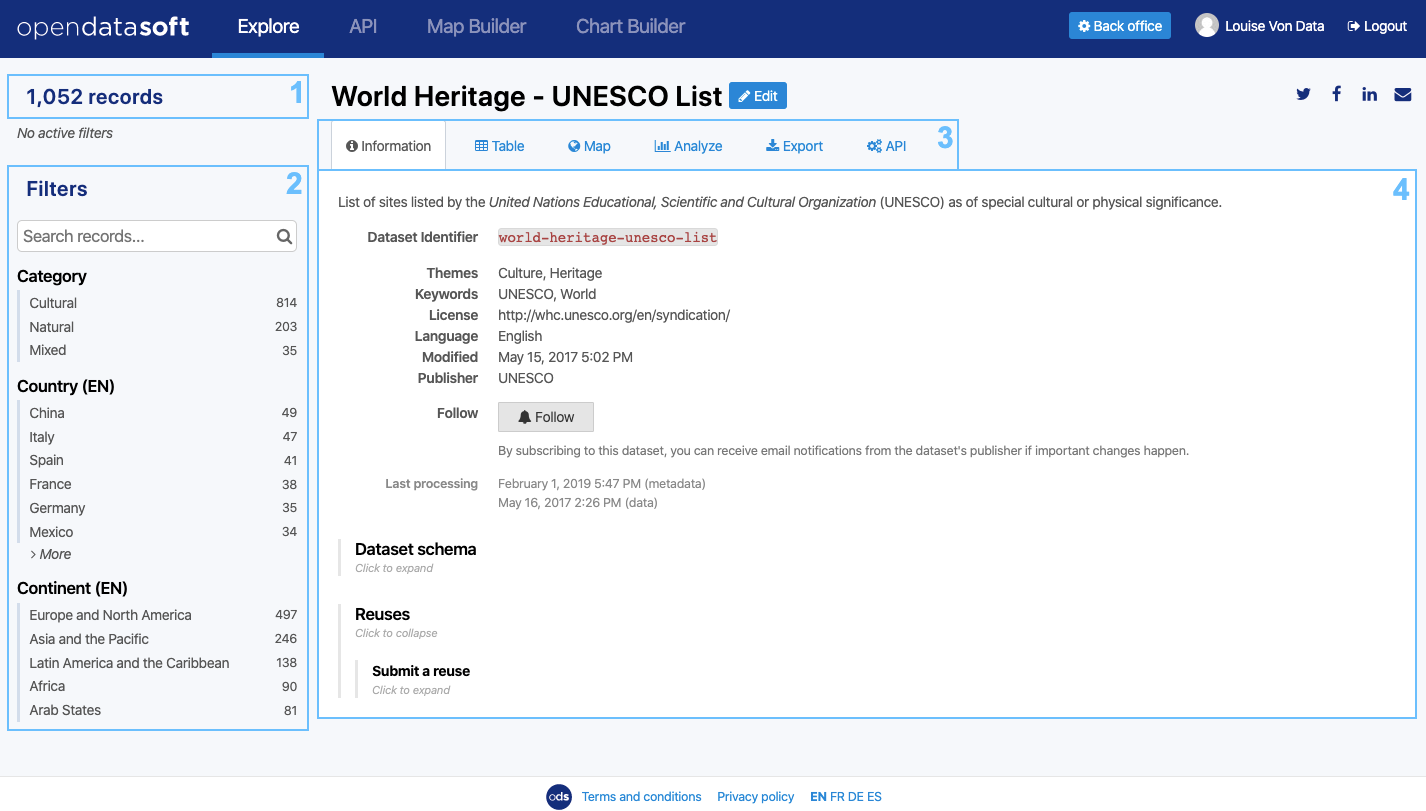 opendatasoft Explore API Map Builder Chart Builder Back office Louise Von Data Logout
1,052 records 1
No active filters
Filters 2
Search records...
Category
Cultural 814
Natural 203
Mixed 35
Country (EN)
China 49
Italy 47
Spain 41
France 38
Germany 35
Mexico 34
› More
Continent (EN)
Europe and North America 497
Asia and the Pacific 246
Latin America and the Caribbean 138
Africa 90
Arab States 81
World Heritage - UNESCO List Edit
Information Table Map Analyze Export API 3
4
List of sites listed by the United Nations Educational, Scientific and Cultural Organization (UNESCO) as of special cultural or physical significance.
Dataset Identifier world-heritage-unesco-list
Themes Culture, Heritage
Keywords UNESCO, World
License http://whc.unesco.org/en/syndication/
Language English
Modified May 15, 2017 5:02 PM
Publisher UNESCO
Follow Follow
By subscribing to this dataset, you can receive email notifications from the dataset's publisher if important changes happen.
Last processing February 1, 2019 5:47 PM (metadata)
May 16, 2017 2:26 PM (data)
Dataset schema
Click to expand
Reuses
Click to collapse
Submit a reuse
Click to expand
ods Terms and conditions Privacy policy EN FR DE ES